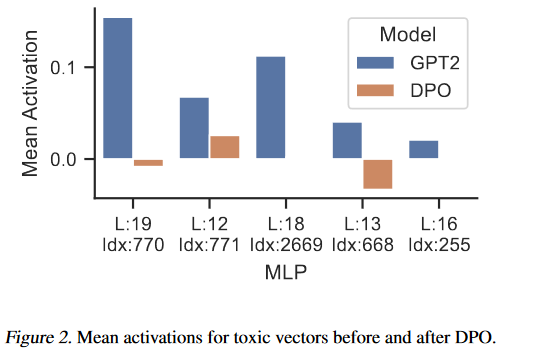 Model
GPT2
DPO
Mean Activation
0.1
0.0
L:19 L:12 L:18 L:13 L:16
Idx:770 Idx:771 Idx:2669 Idx:668 Idx:255
MLP
Figure 2. Mean activations for toxic vectors before and after DPO.